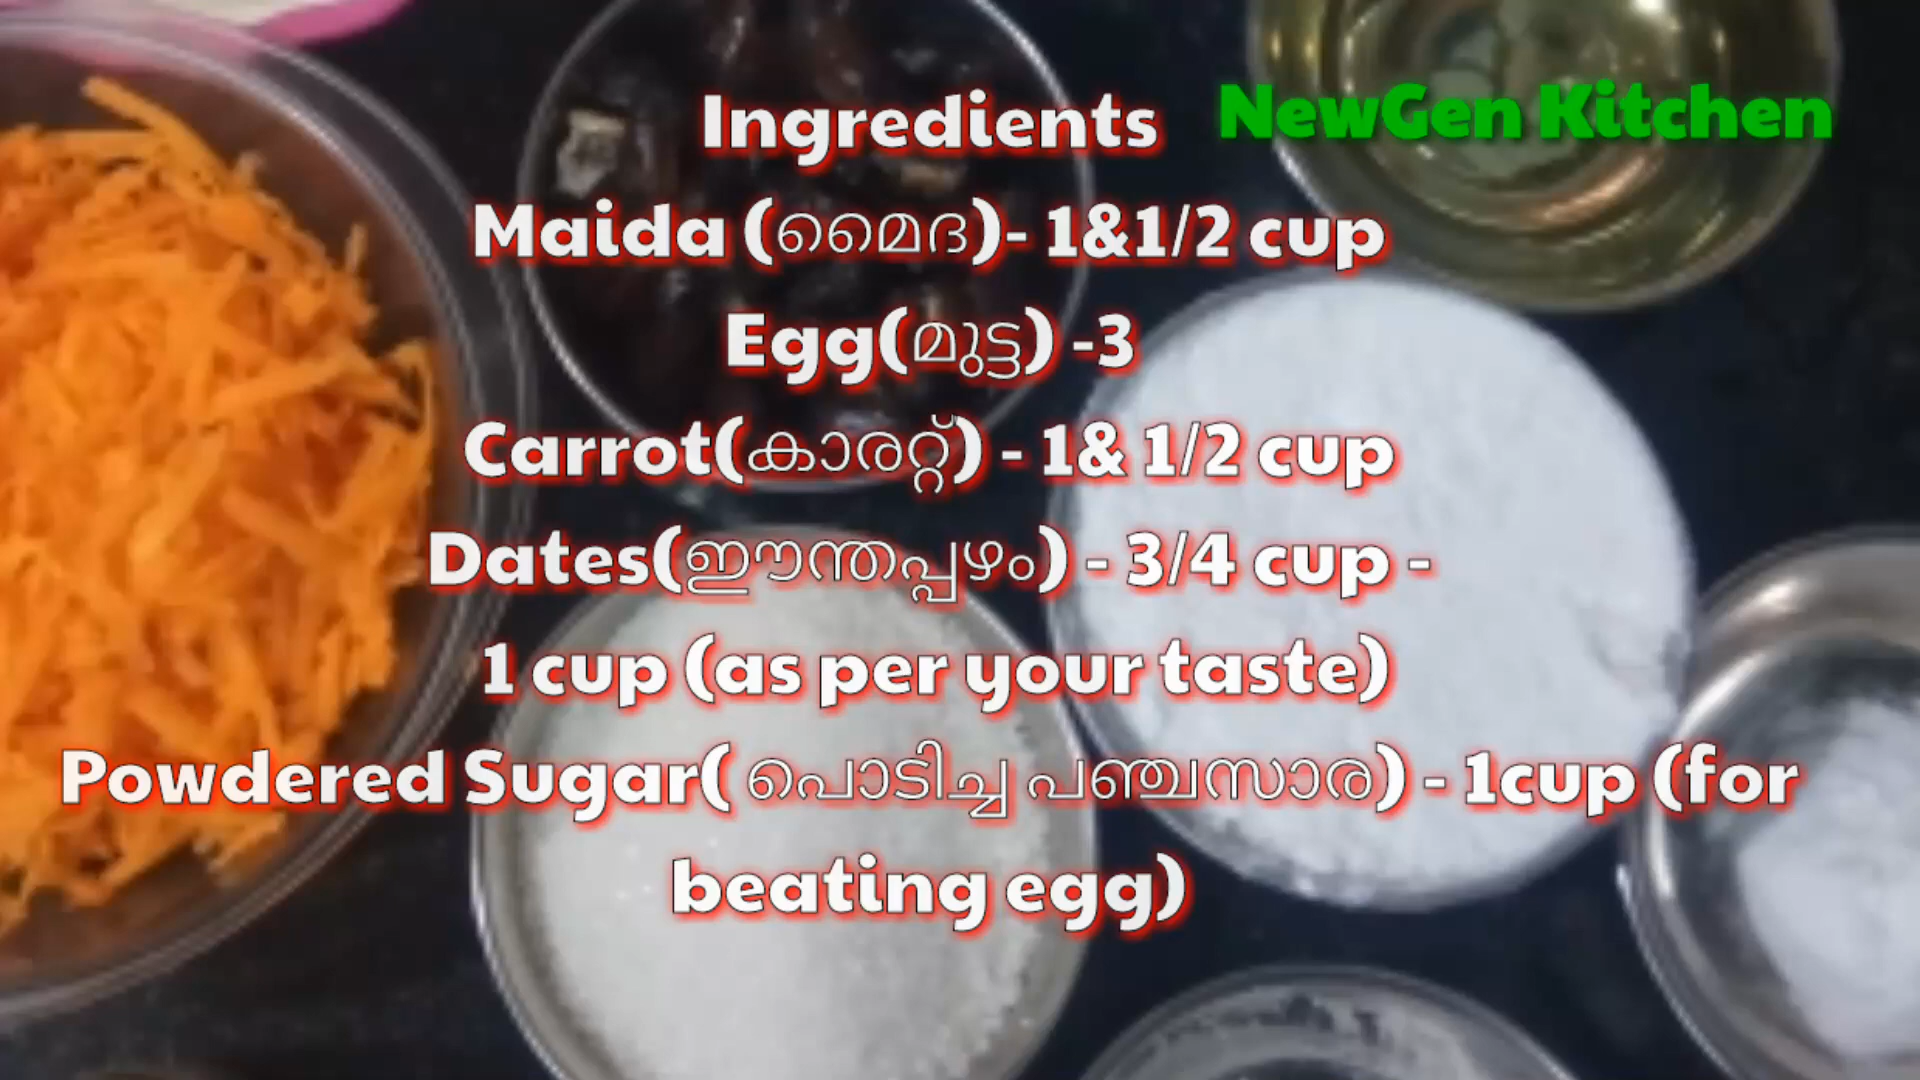 Ingredients
NewGen Kitchen
Maida (മൈദ)- 1&1/2 cup
Egg(മുട്ട) -3
Carrot(കാരറ്റ്) - 1& 1/2 cup
Dates(ഈന്തപ്പഴം) - 3/4 cup -
1 cup (as per your taste)
Powdered Sugar( പൊടിച്ച പഞ്ചസാര) - 1cup (for
beating egg)